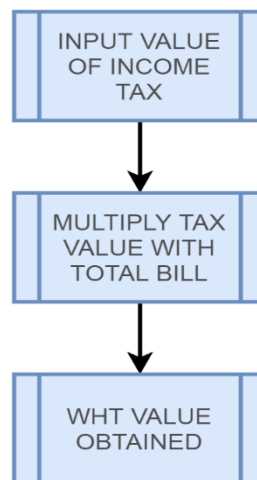 INPUT VALUE
OF INCOME
TAX
MULTIPLY TAX
VALUE WITH
TOTAL BILL
WHT VALUE
OBTAINED